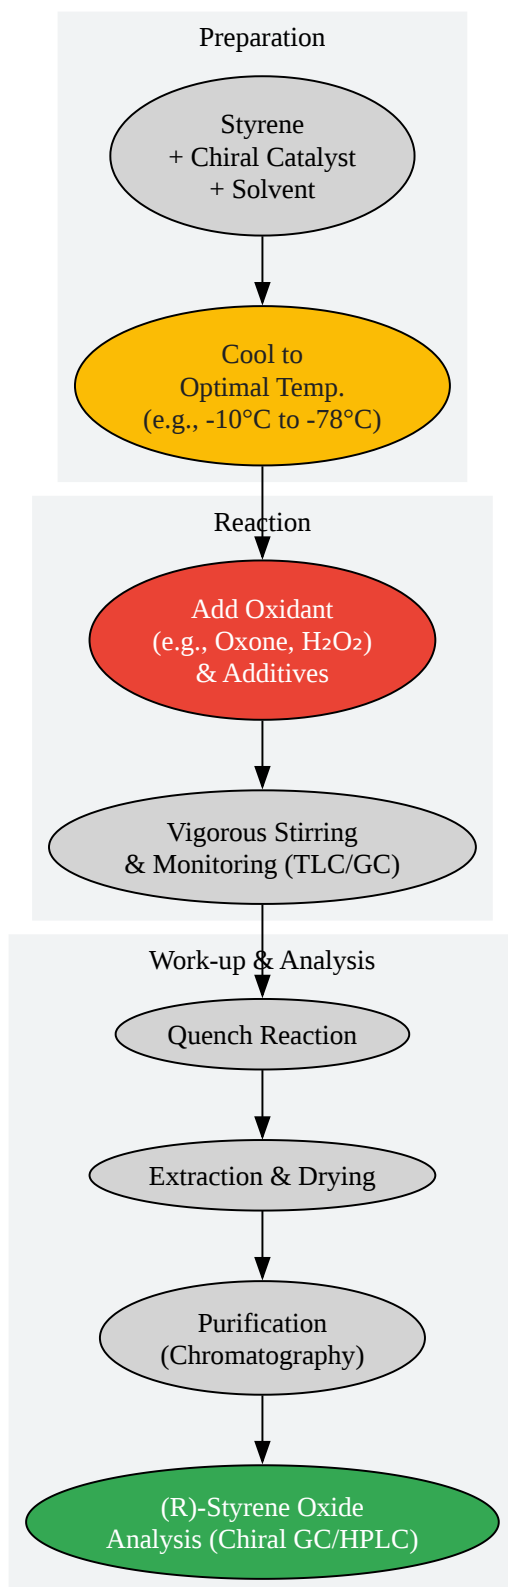 Preparation
Styrene
+ Chiral Catalyst
+ Solvent
Cool to
Optimal Temp.
(e.g., -10°C to -78°C)
Reaction
Add Oxidant
(e.g., Oxone, H₂O₂)
& Additives
Vigorous Stirring
& Monitoring (TLC/GC)
Work-up & Analysis
Quench Reaction
Extraction & Drying
Purification
(Chromatography)
(R)-Styrene Oxide
Analysis (Chiral GC/HPLC)